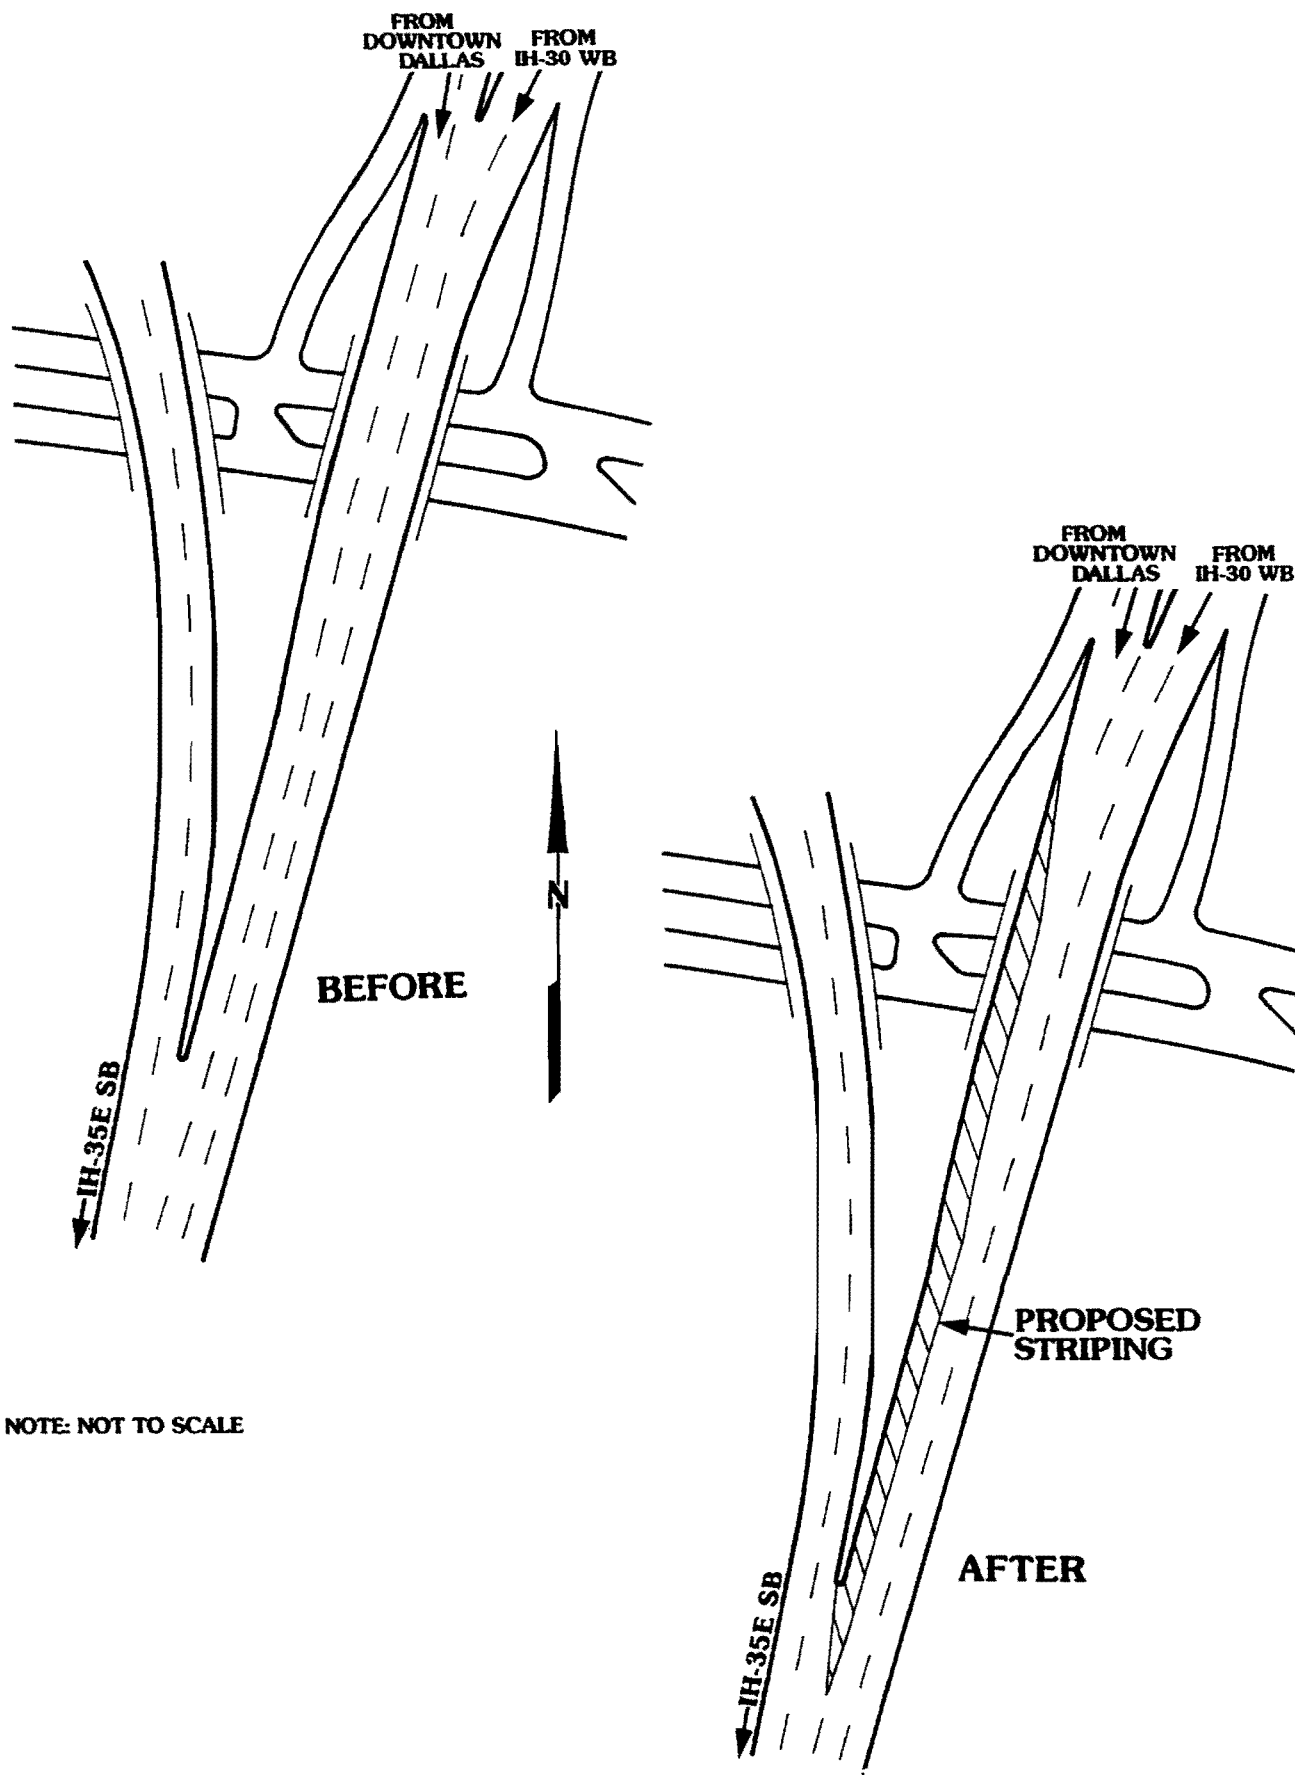 FROM
DOWNTOWN
DALLAS
FROM
IH-30 WB
N
BEFORE
IH-35E SB
NOTE: NOT TO SCALE
FROM
DOWNTOWN
DALLAS
FROM
IH-30 WB
PROPOSED
STRIPING
AFTER
IH-35E SB